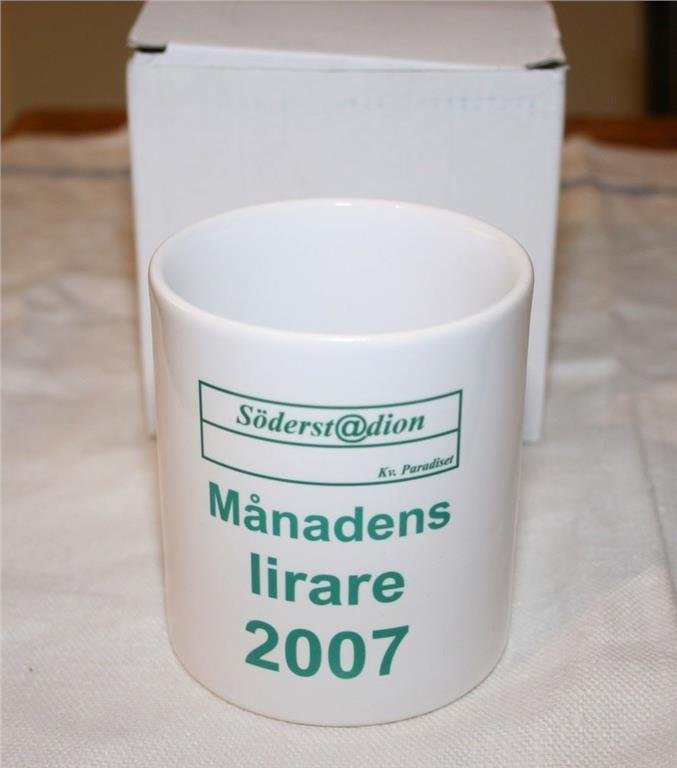 Söderst@dion
Kv. Paradiset
Månadens
lirare
2007